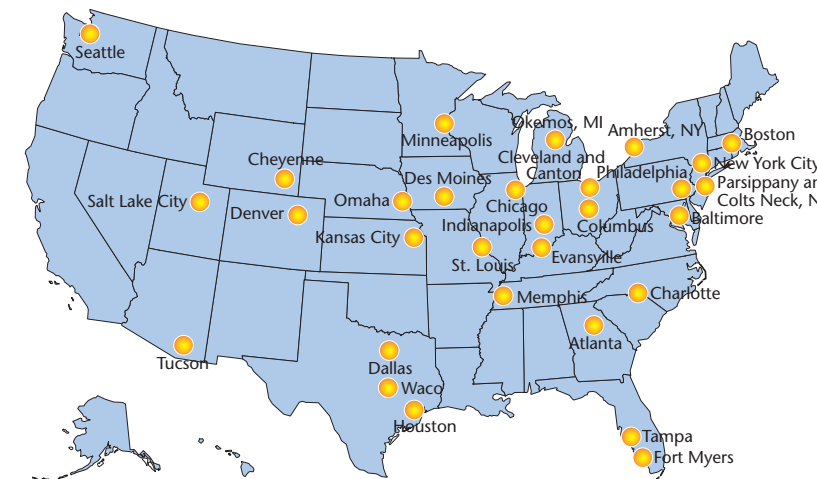 Seattle
Okemos, MI
Amherst, NY
Boston
Minneapolis
Cleveland and
Canton
Philadelphia
New York City
Cheyenne
Des Moines
Parsippany an
Colts Neck, N
Salt Lake City
Denver
Omaha
Chicago
Baltimore
Kansas City
Indianapolis
Columbus
St. Louis
Evansville
Memphis
Charlotte
Atlanta
Tucson
Dallas
Waco
Houston
Tampa
Fort Myers